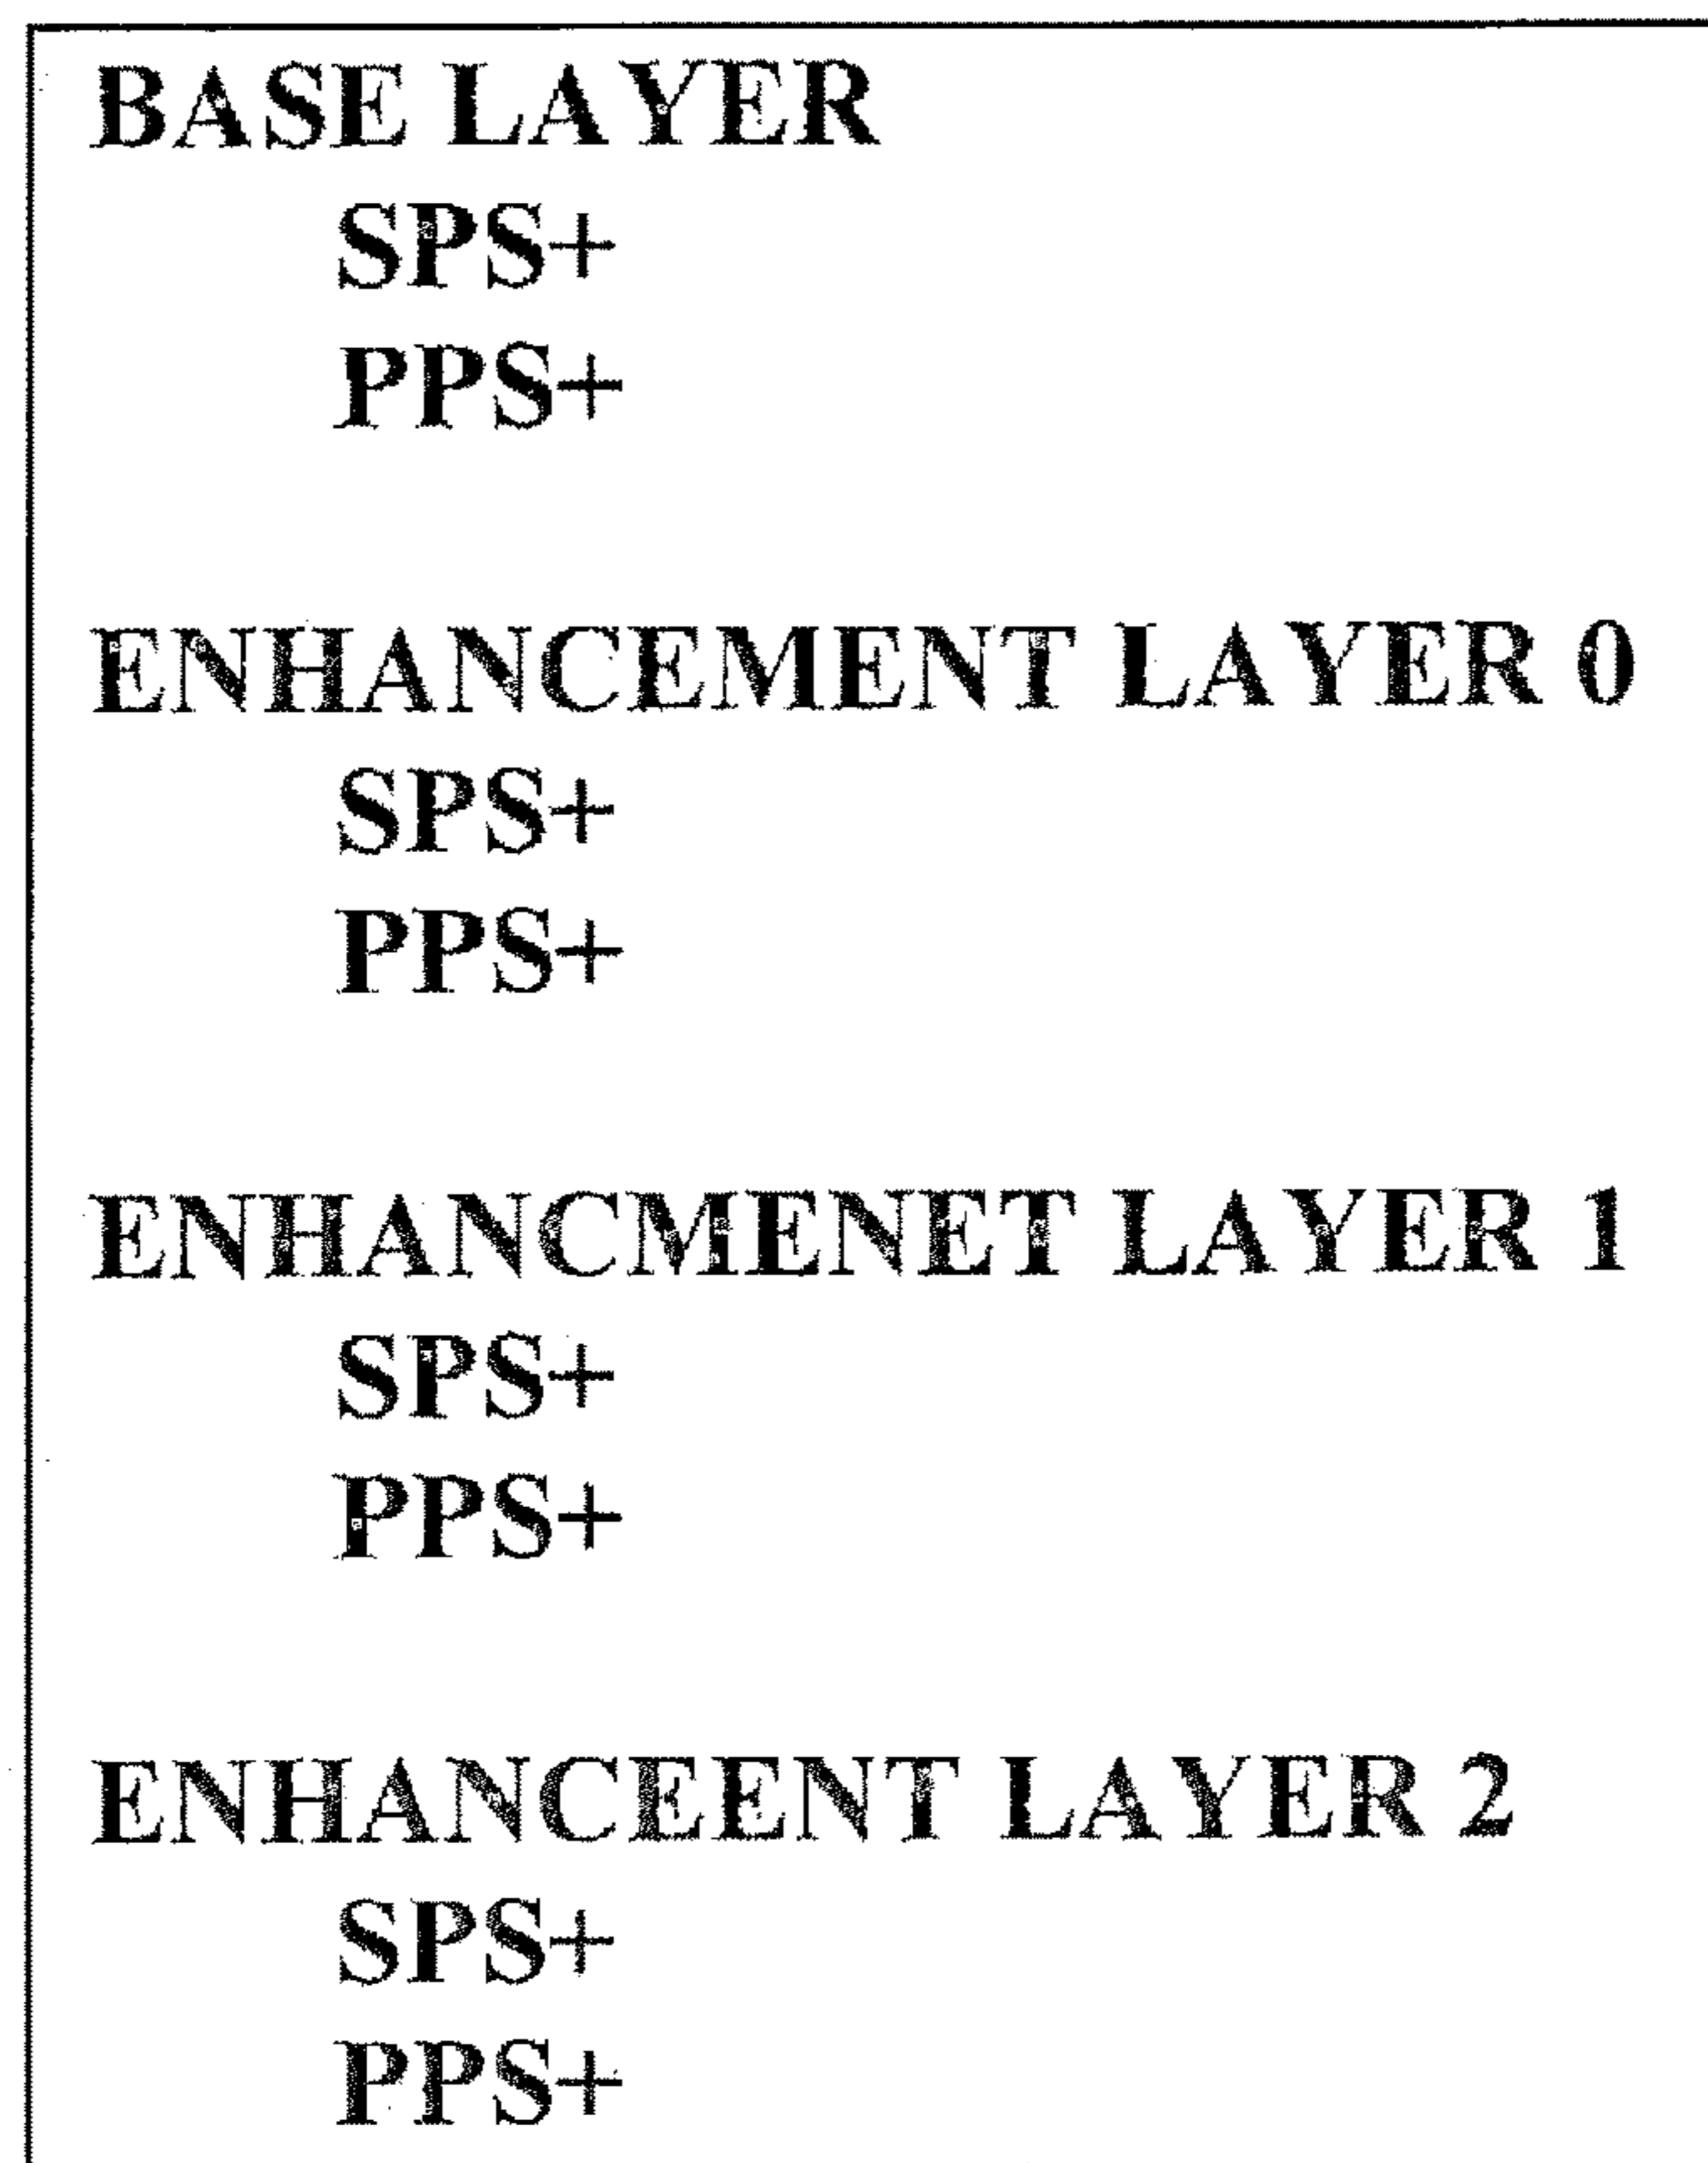 BASE LAYER
SPS+
PPS+
ENHANCEMENT LAYER 0
SPS+
PPS+
ENHANCMENET LAYER 1
SPS+
PPS+
ENHANCEENT LAYER 2
SPS+
PPS+